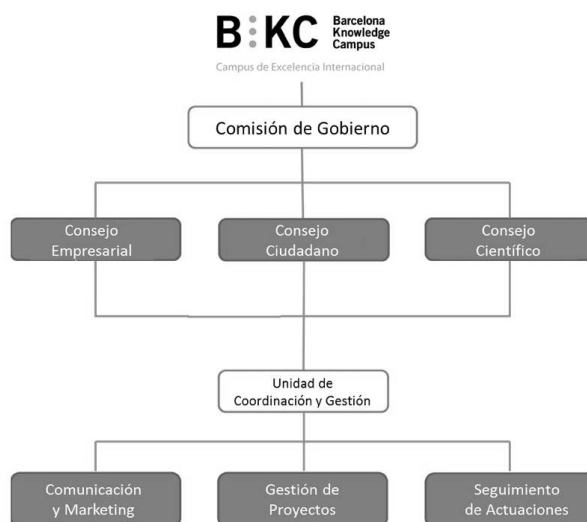 B KC Barcelona
Knowledge
Campus
Campus de Excelencia Internacional
Comisión de Gobierno
Consejo
Empresarial
Consejo
Ciudadano
Consejo
Científico
Unidad de
Coordinación y Gestión
Comunicación
y Marketing
Gestión de
Proyectos
Seguimiento
de Actuaciones